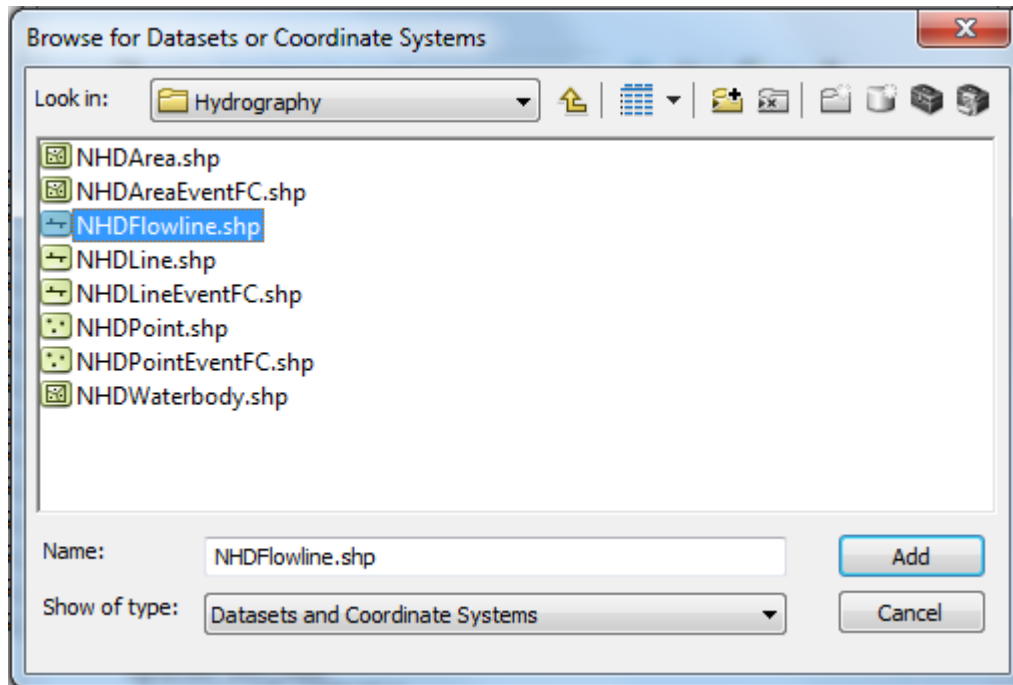 Browse for Datasets or Coordinate Systems
Look in: Hydrography
NHDArea.shp
NHDAreaEventFC.shp
NHDFlowline.shp
NHDLine.shp
NHDLineEventFC.shp
NHDPoint.shp
NHDPointEventFC.shp
NHDWaterbody.shp
Name: NHDFlowline.shp Add
Show of type: Datasets and Coordinate Systems Cancel